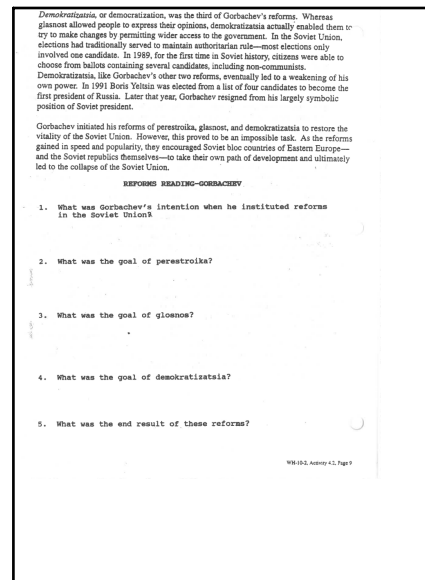 Demokratizatsia, or democratization, was the third of Gorbachev's reforms. Whereas
glasnost allowed people to express their opinions, demokratizatsia actually enabled them to
try to make changes by permitting wider access to the government. In the Soviet Union,
elections had traditionally served to maintain authoritarian rule—most elections only
involved one candidate. In 1989, for the first time in Soviet history, citizens were able to
choose from ballots containing several candidates, including non-communists.
Demokratizatsia, like Gorbachev's other two reforms, eventually led to a weakening of his
own power. In 1991 Boris Yeltsin was elected from a list of four candidates to become the
first president of Russia. Later that year, Gorbachev resigned from his largely symbolic
position of Soviet president.
Gorbachev initiated his reforms of perestroika, glasnost, and demokratizatsia to restore the
vitality of the Soviet Union. However, this proved to be an impossible task. As the reforms
gained in speed and popularity, they encouraged Soviet bloc countries of Eastern Europe—
and the Soviet republics themselves—to take their own path of development and ultimately
led to the collapse of the Soviet Union.
REFORMS READING-GORBACHEV
1. What was Gorbachev's intention when he instituted reforms
in the Soviet Union?
2. What was the goal of perestroika?
3. What was the goal of glosnos?
4. What was the goal of demokratizatsia?
5. What was the end result of these reforms?
WH-10-2, Activity 4.2, Page 9